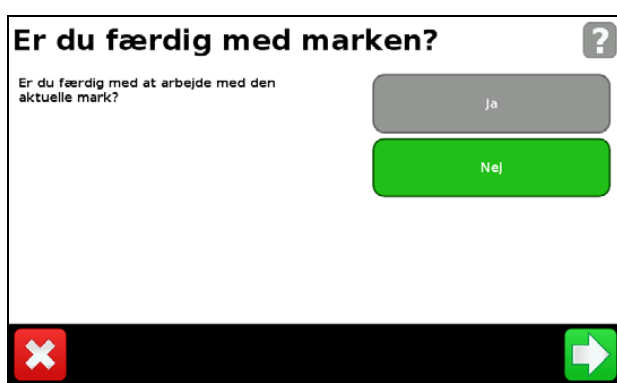 Er du færdig med marken?
?
Er du færdig med at arbejde med den
aktuelle mark?
Ja
Nej